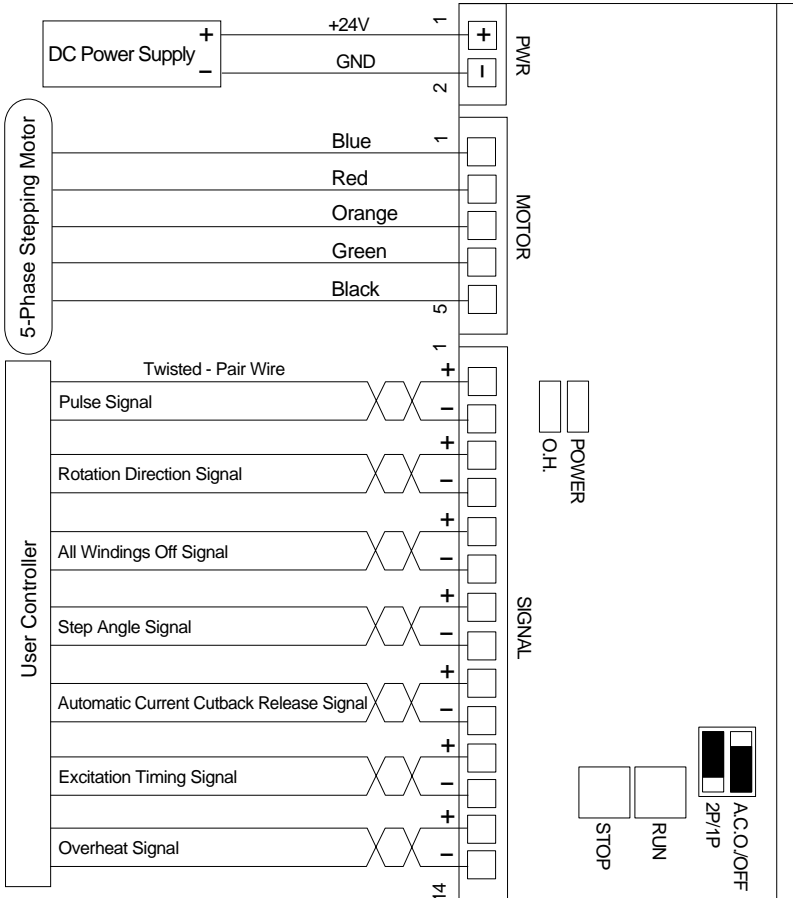 DC Power Supply
+
−
+24V
GND
1
2
+
−
PWR
5-Phase Stepping Motor
Blue
Red
Orange
Green
Black
1
5
MOTOR
User Controller
Twisted - Pair Wire
1
Pulse Signal
+
−
Rotation Direction Signal
+
−
All Windings Off Signal
+
−
Step Angle Signal
+
−
Automatic Current Cutback Release Signal
+
−
Excitation Timing Signal
+
−
Overheat Signal
+
−
14
SIGNAL
O.H.
POWER
STOP
RUN
2P/1P
A.C.O./OFF